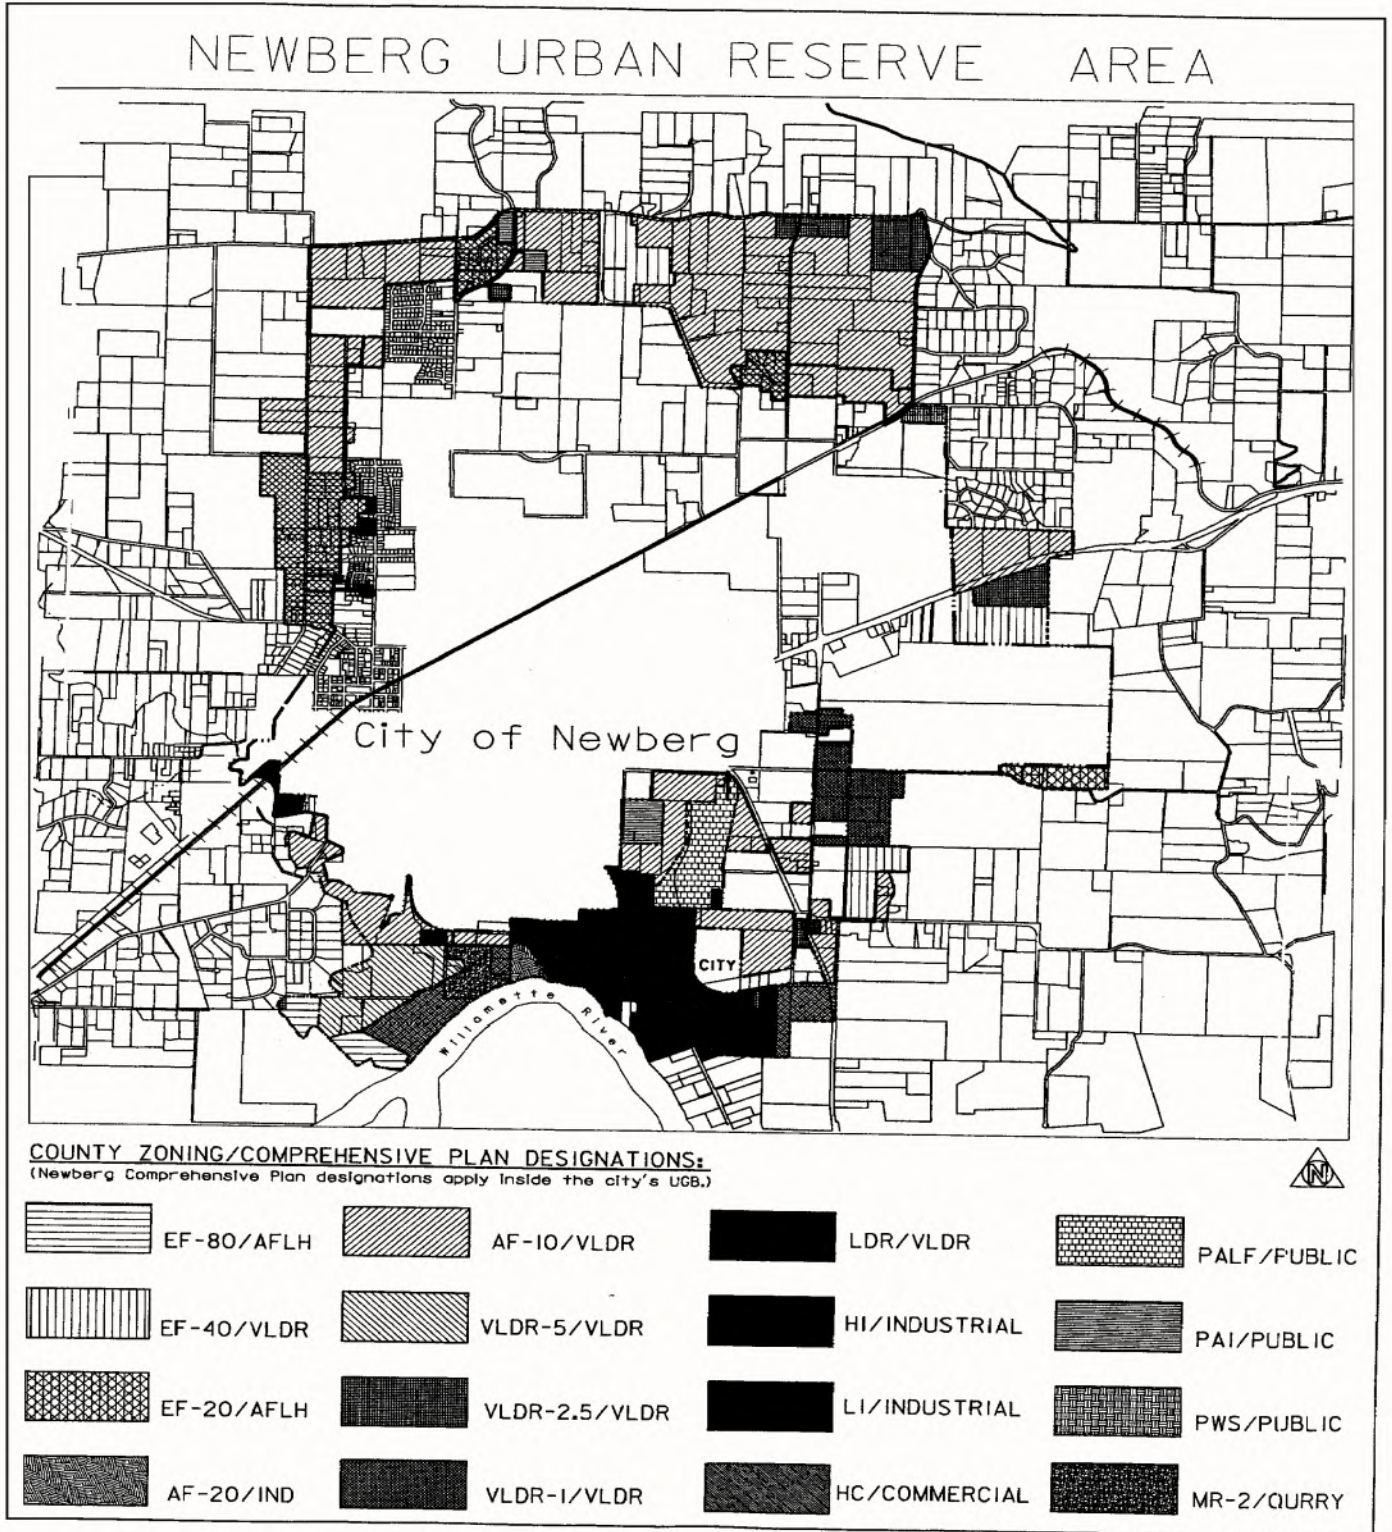 NEWBERG URBAN RESERVE AREA
City of Newberg
CITY
Willamette River
COUNTY ZONING/COMPREHENSIVE PLAN DESIGNATIONS:
(Newberg Comprehensive Plan designations apply inside the city's UGB.)
N
EF-80/AFLH
AF-10/VLDR
LDR/VLDR
PALF/PUBLIC
EF-40/VLDR
VLDR-5/VLDR
HI/INDUSTRIAL
PAI/PUBLIC
EF-20/AFLH
VLDR-2.5/VLDR
LI/INDUSTRIAL
PWS/PUBLIC
AF-20/IND
VLDR-1/VLDR
HC/COMMERCIAL
MR-2/QURRY